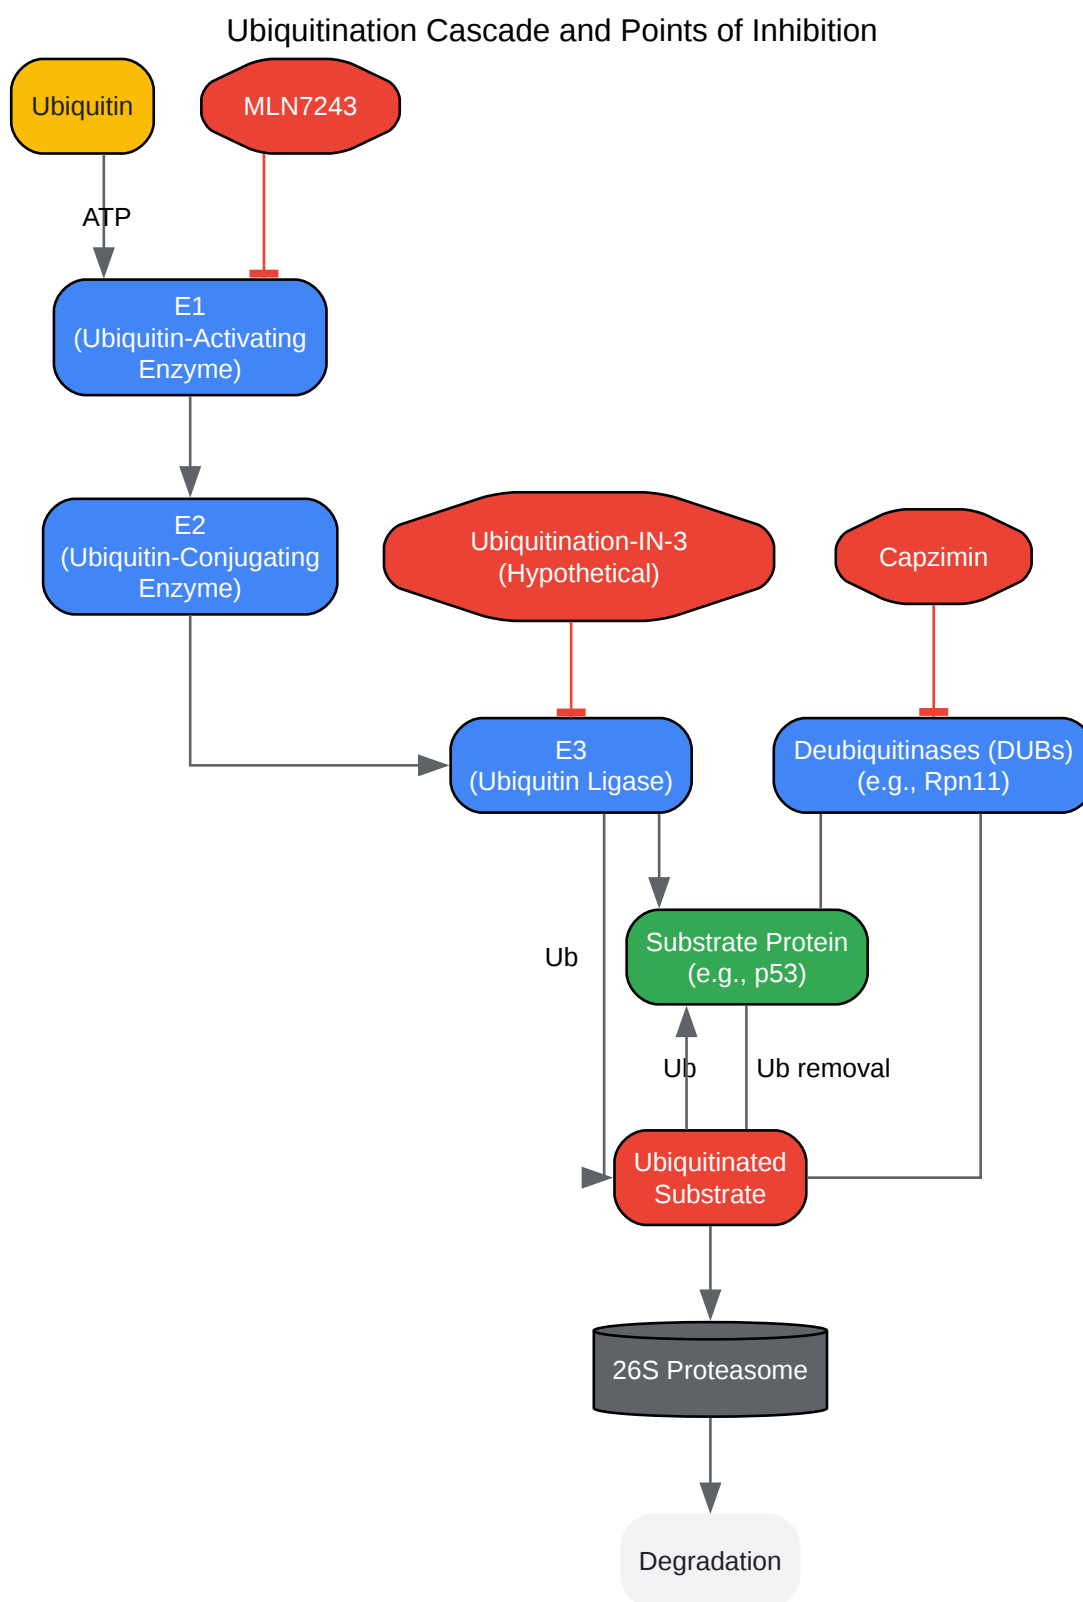 Ubiquitination Cascade and Points of Inhibition
Ubiquitin
MLN7243
ATP
E1
(Ubiquitin-Activating
Enzyme)
E2
(Ubiquitin-Conjugating
Enzyme)
Ubiquitination-IN-3
(Hypothetical)
Capzimin
E3
(Ubiquitin Ligase)
Deubiquitinases (DUBs)
(e.g., Rpn11)
Ub
Substrate Protein
(e.g., p53)
Ub
Ub removal
Ubiquitinated
Substrate
26S Proteasome
Degradation